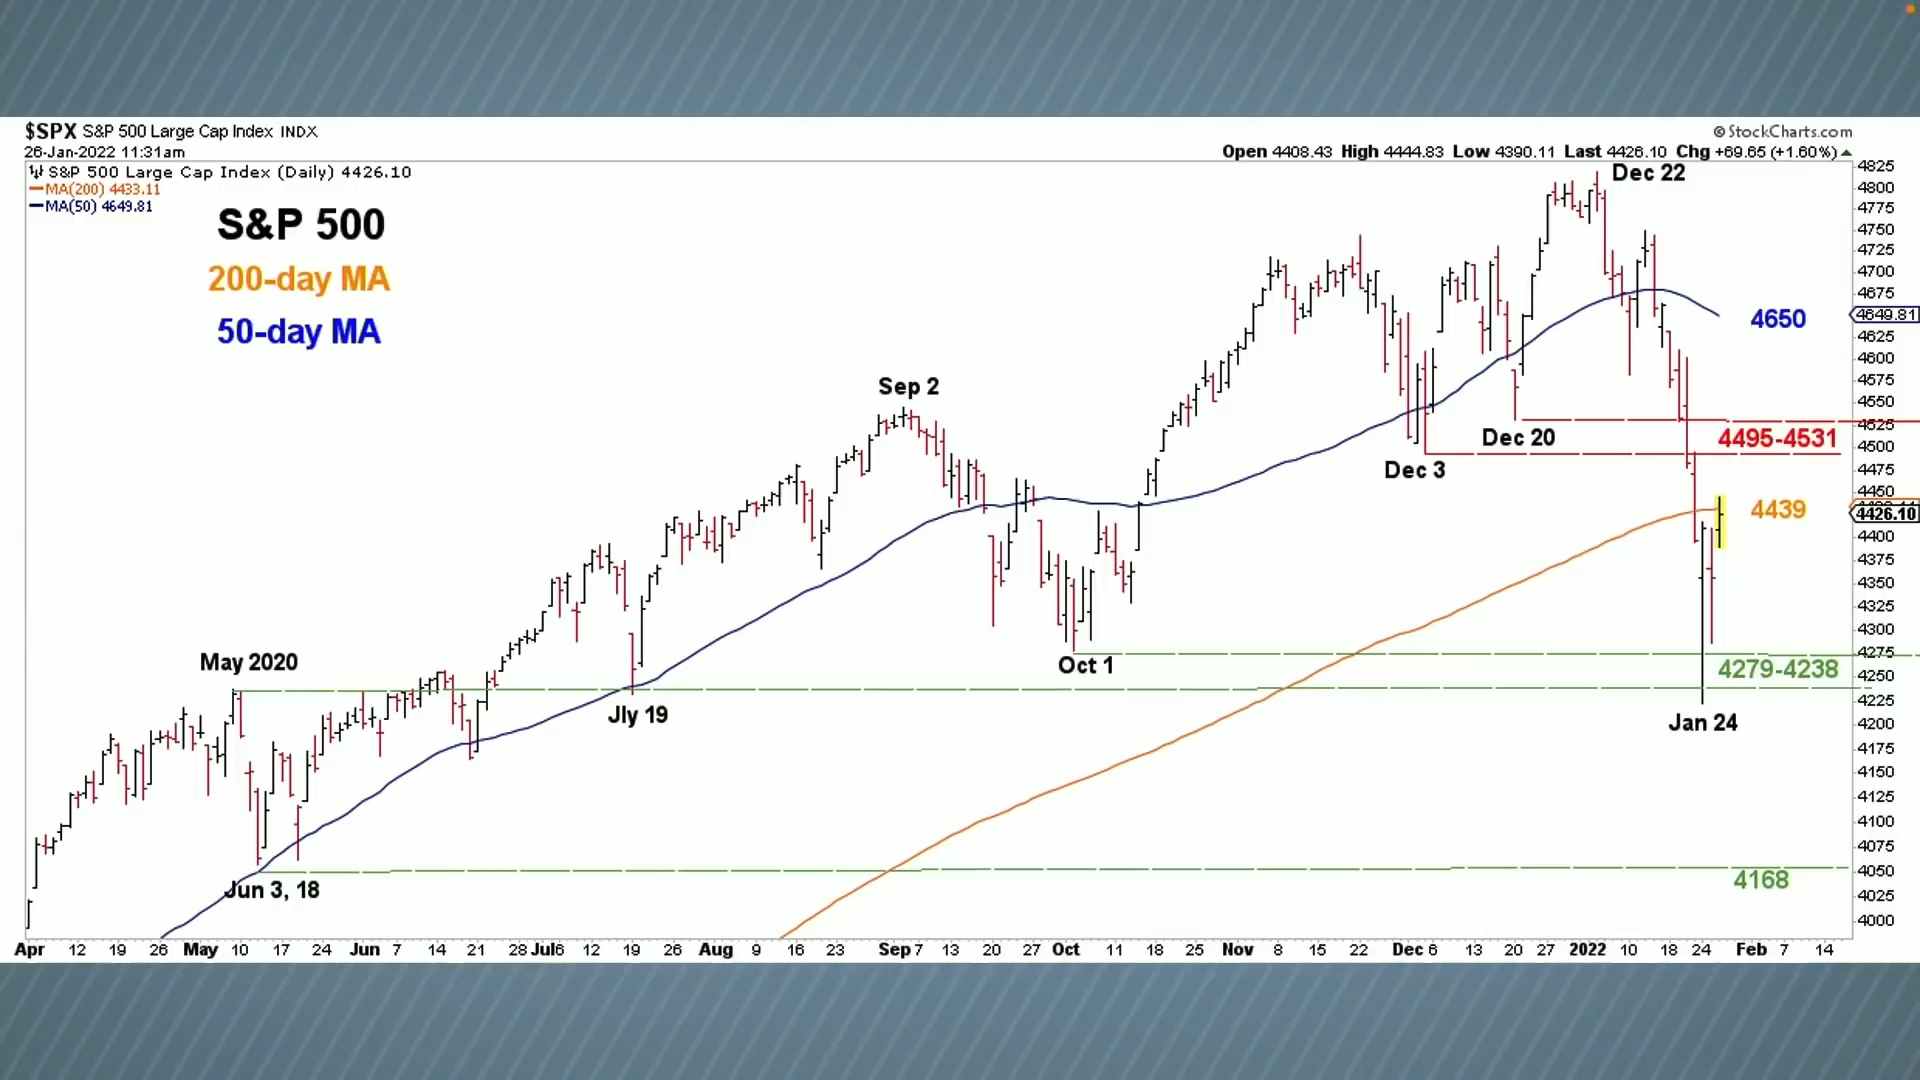 $SPX S&P 500 Large Cap Index INDX
© StockCharts.com
26-Jan-2022 11:31am
Open 4408.43 High 4444.83 Low 4390.11 Last 4426.10 Chg +69.65 (+1.60%)
S&P 500 Large Cap Index (Daily) 4426.10
MA(200) 4433.11
MA(50) 4649.81
S&P 500
200-day MA
50-day MA
Dec 22
4650
Sep 2
4495-4531
Dec 20
Dec 3
4439
May 2020
Oct 1
4279-4238
Jly 19
Jan 24
4168
Jun 3, 18
4825
4800
4775
4750
4725
4700
4675
4649.81
4625
4600
4575
4550
4525
4500
4475
4450
4426.10
4400
4375
4350
4325
4300
4275
4250
4225
4200
4175
4150
4125
4100
4075
4050
4025
4000
Apr 12 19 26 May 10 17 24 Jun 7 14 21 28 Jul6 12 19 26 Aug 9 16 23 Sep 7 13 20 27 Oct 11 18 25 Nov 8 15 22 Dec 6 13 20 27 2022 10 18 24 Feb 7 14